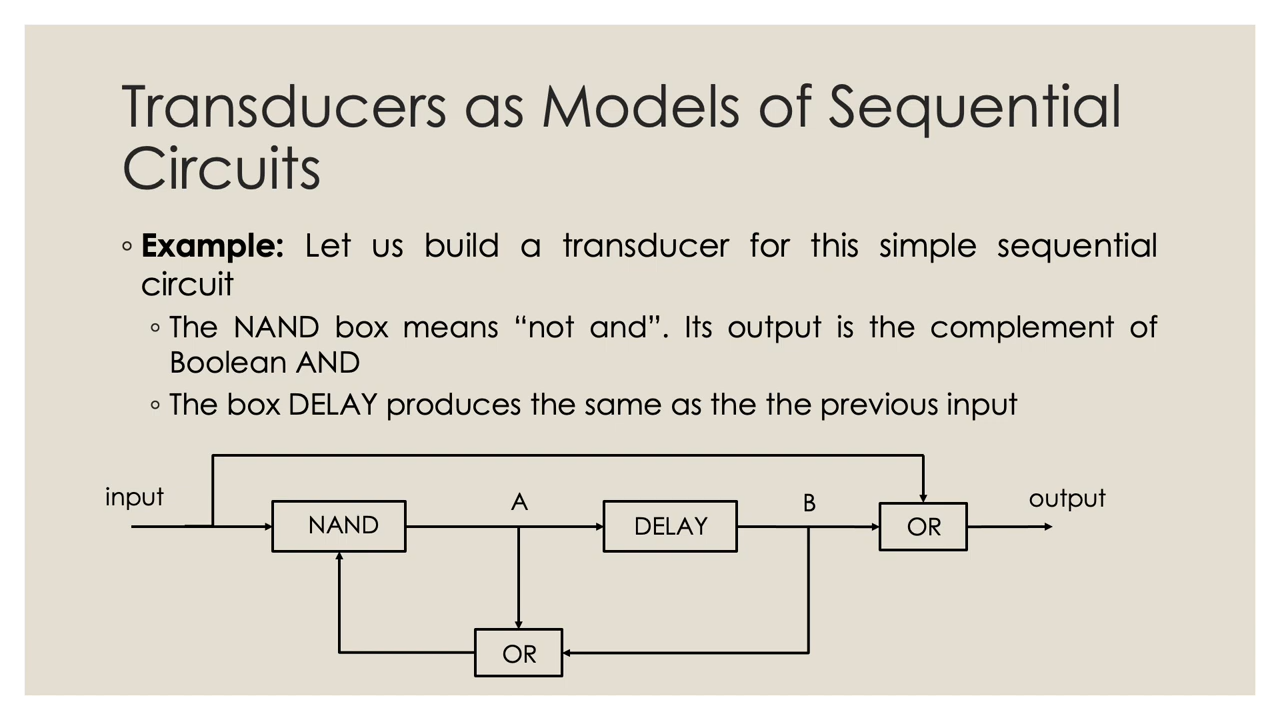 Transducers as Models of Sequential
Circuits
◦ Example: Let us build a transducer for this simple sequential
circuit
◦ The NAND box means “not and”. Its output is the complement of
Boolean AND
◦ The box DELAY produces the same as the the previous input
input
NAND
A
DELAY
B
OR
output
OR